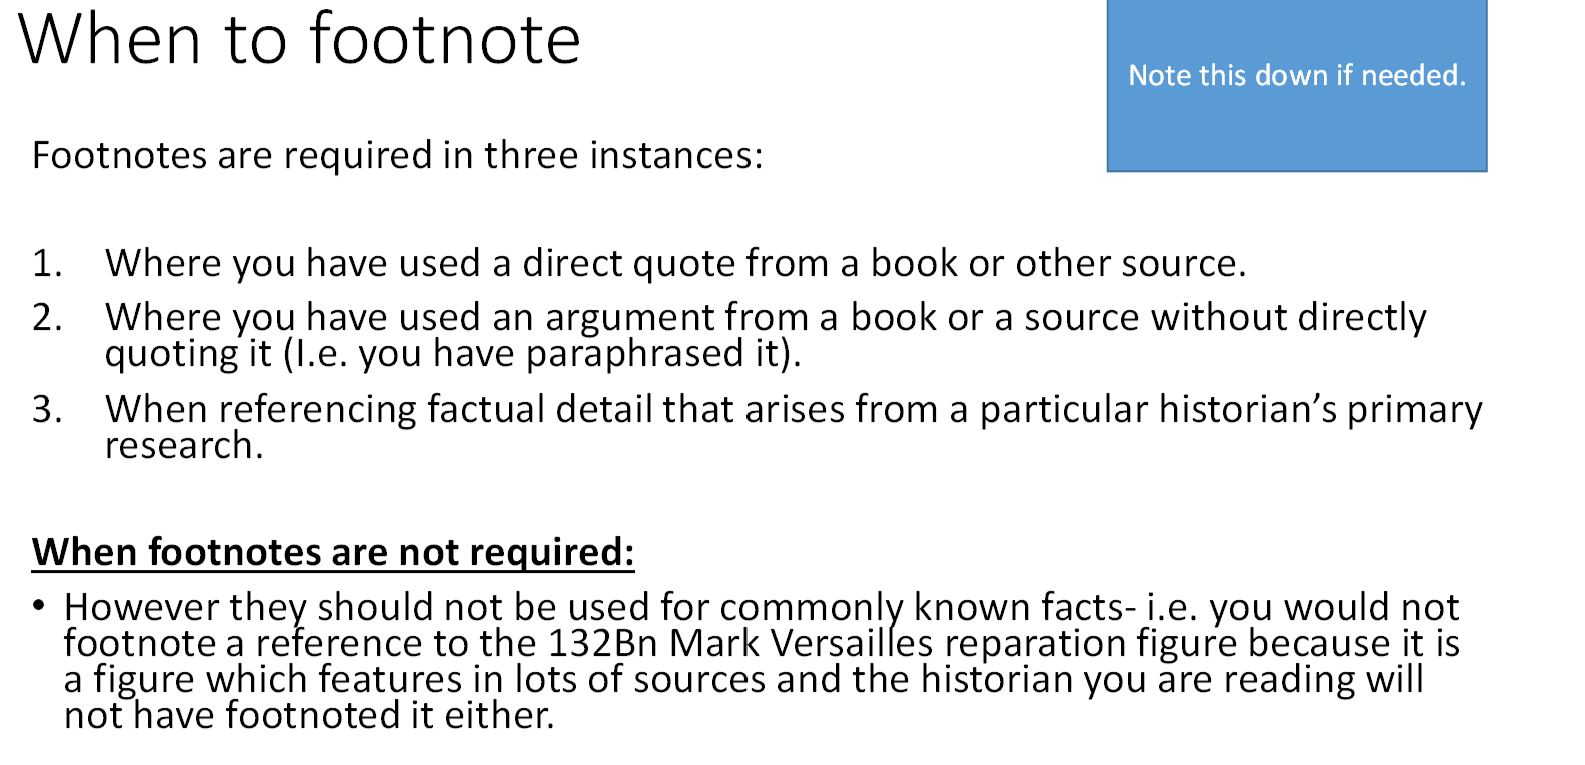 When to footnote
Note this down if needed.
Footnotes are required in three instances:
1. Where you have used a direct quote from a book or other source.
2. Where you have used an argument from a book or a source without directly
quoting it (I.e. you have paraphrased it).
3. When referencing factual detail that arises from a particular historian’s primary
research.
When footnotes are not required:
• However they should not be used for commonly known facts- i.e. you would not
footnote a reference to the 132Bn Mark Versailles reparation figure because it is
a figure which features in lots of sources and the historian you are reading will
not have footnoted it either.